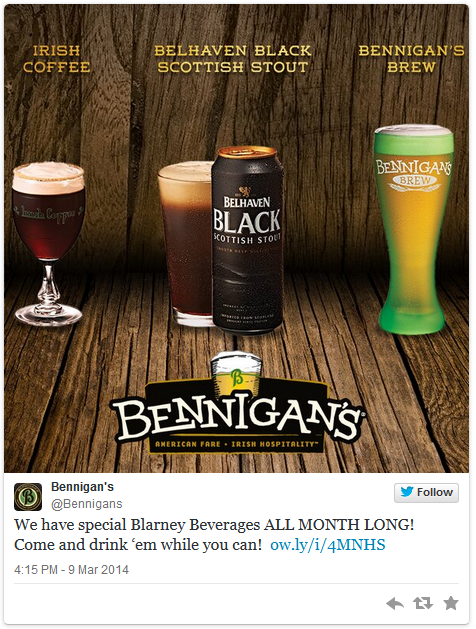 IRISH
COFFEE
BELHAVEN BLACK
SCOTTISH STOUT
BENNIGAN'S
BREW
BELHAVEN
BLACK
SCOTTISH STOUT
BENNIGANS
BREW
BENNIGAN'S
AMERICAN FARE • IRISH HOSPITALITY™
Bennigan's
@Bennigans
Follow
We have special Blarney Beverages ALL MONTH LONG!
Come and drink ‘em while you can! ow.ly/i/4MNHS
4:15 PM - 9 Mar 2014